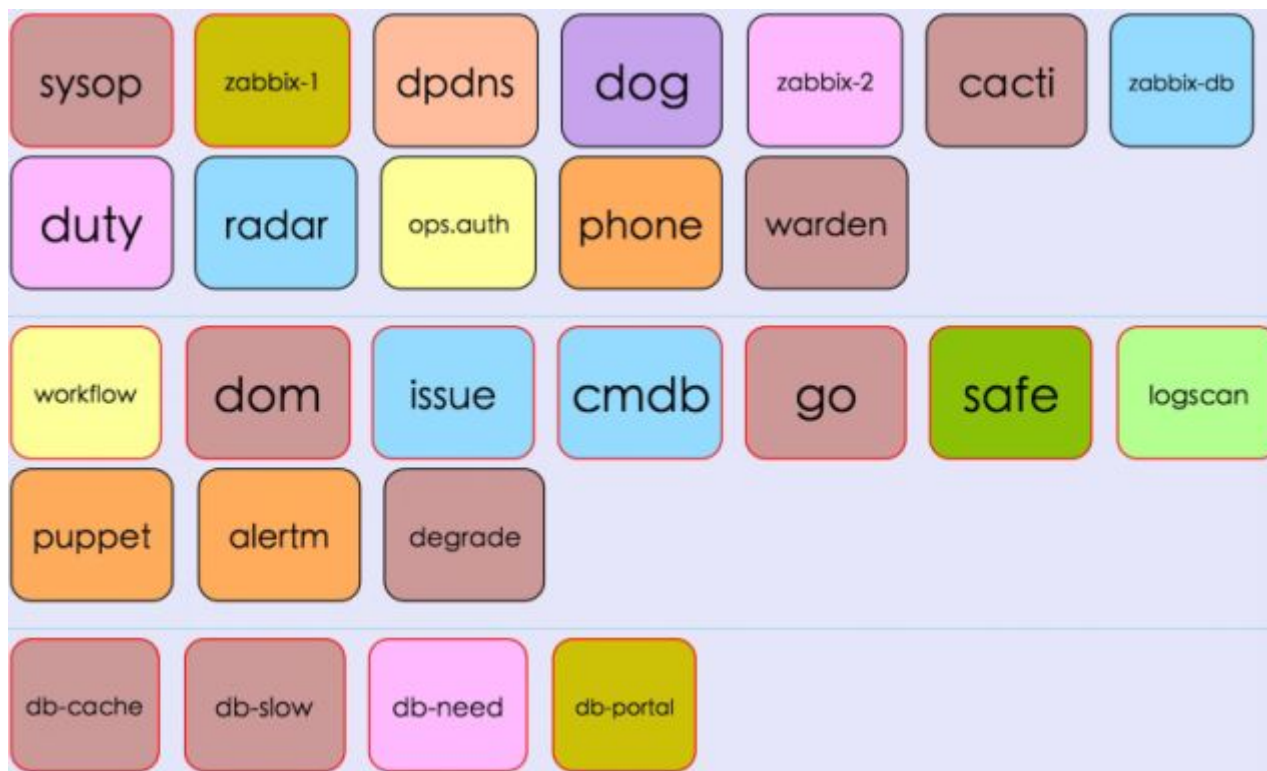 sysop zabbix-1 dpdns dog zabbix-2 cacti zabbix-db
duty radar ops.auth phone warden
workflow dom issue cmdb go safe logscan
puppet alertm degrade
db-cache db-slow db-need db-portal